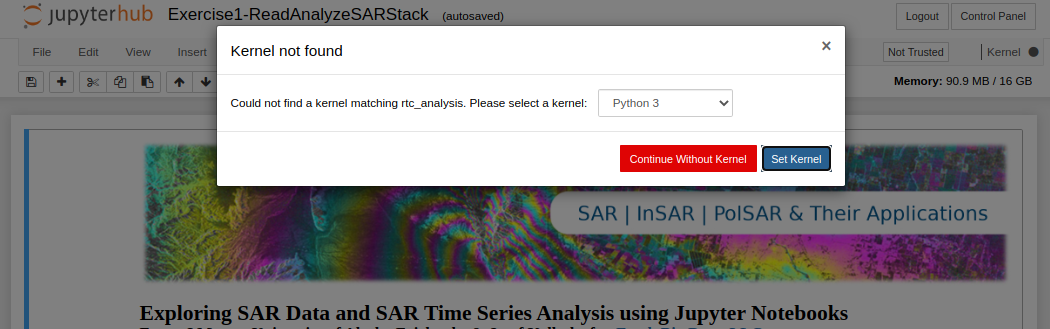 jupyterhub Exercise1-ReadAnalyzeSARStack (autosaved) Logout Control Panel
File Edit View Insert Not Trusted Kernel
Memory: 90.9 MB / 16 GB
Kernel not found ×
Could not find a kernel matching rtc_analysis. Please select a kernel: Python 3
Continue Without Kernel Set Kernel
SAR | InSAR | PolSAR & Their Applications
Exploring SAR Data and SAR Time Series Analysis using Jupyter Notebooks